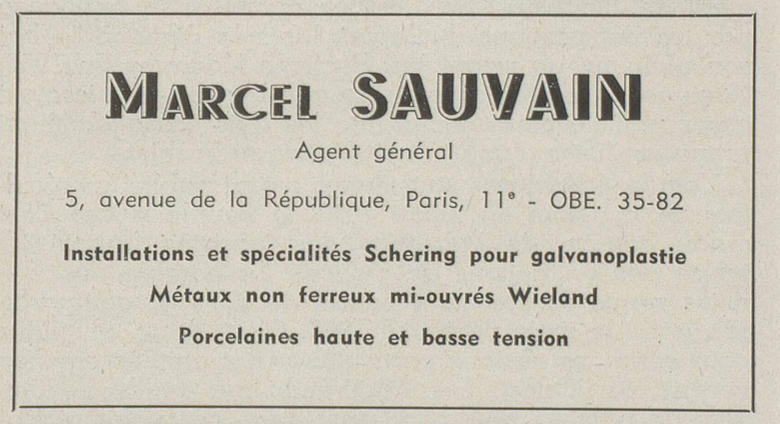 MARCEL SAUVAIN
Agent général
5, avenue de la République, Paris, 11e - OBE. 35-82
Installations et spécialités Schering pour galvanoplastie
Métaux non ferreux mi-ouvrés Wieland
Porcelaines haute et basse tension